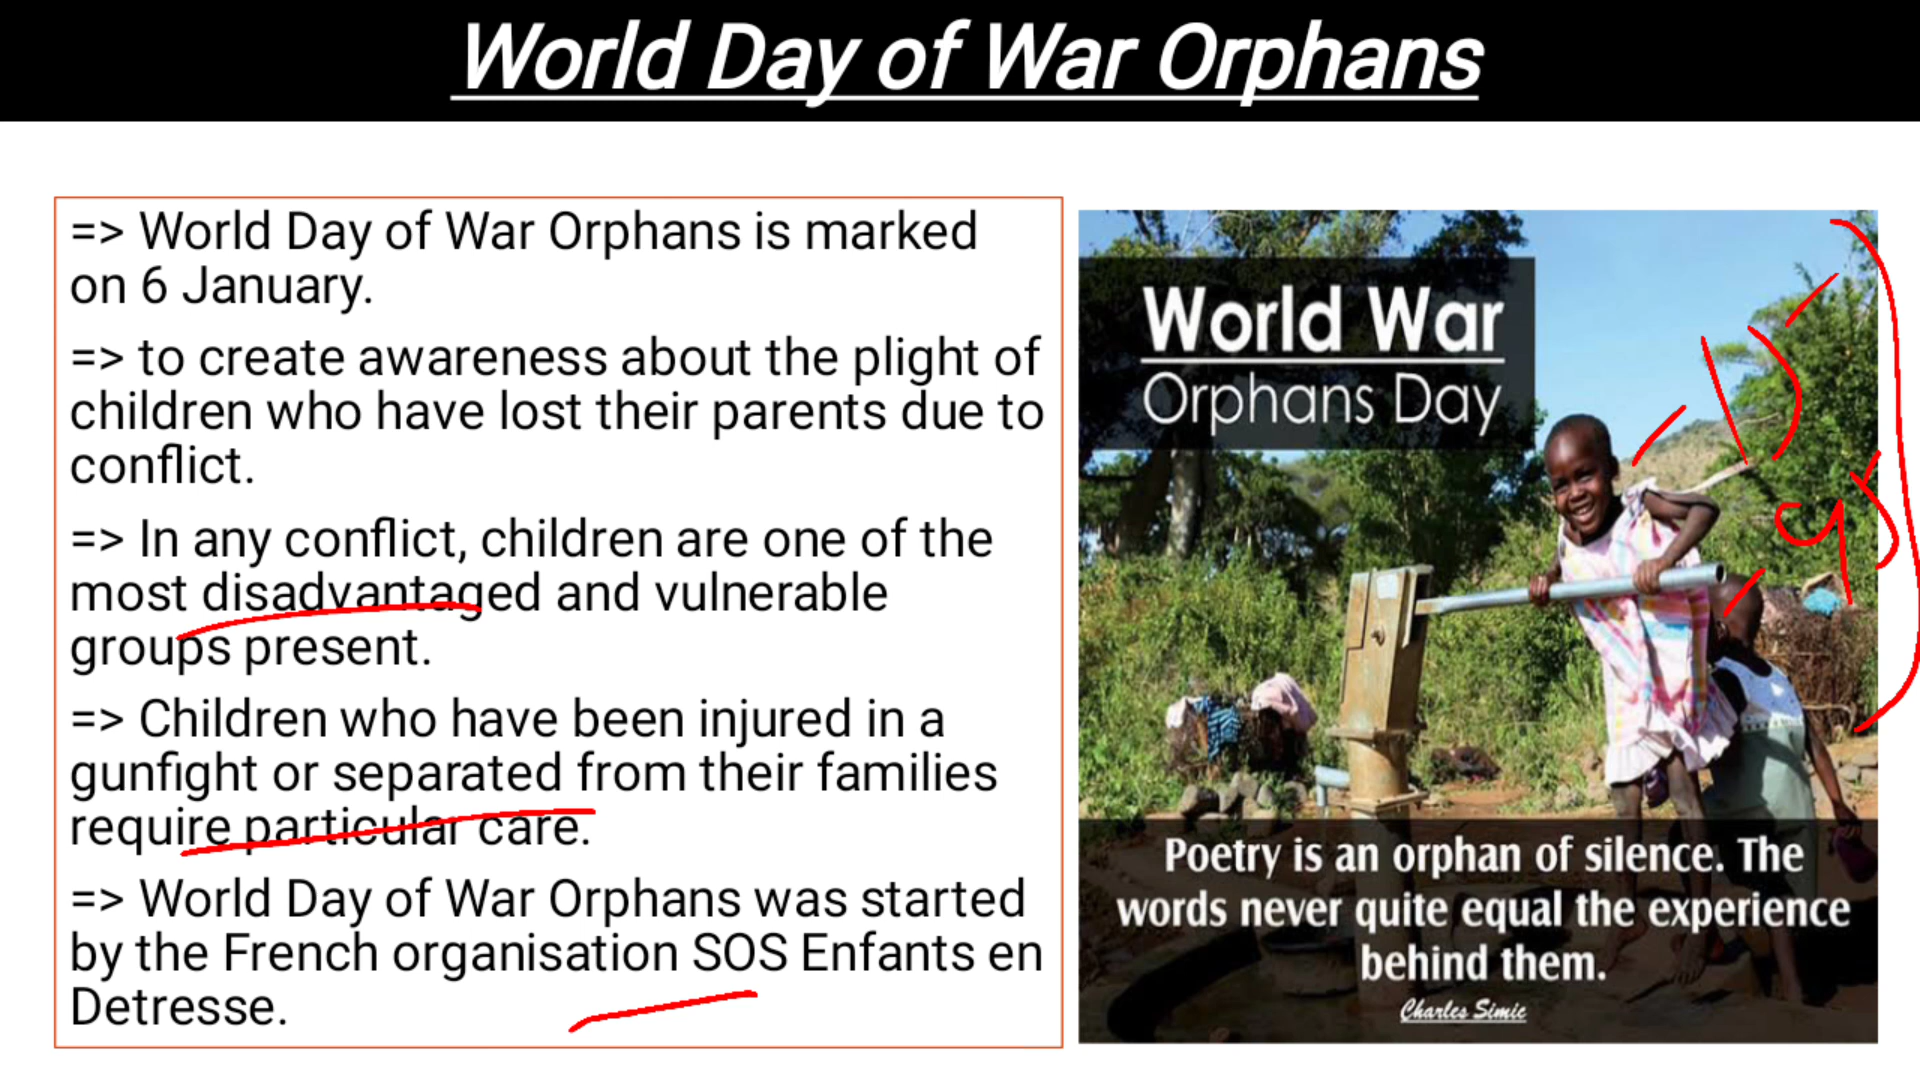 World Day of War Orphans
=> World Day of War Orphans is marked
on 6 January.
=> to create awareness about the plight of
children who have lost their parents due to
conflict.
=> In any conflict, children are one of the
most disadvantaged and vulnerable
groups present.
=> Children who have been injured in a
gunfight or separated from their families
require particular care.
=> World Day of War Orphans was started
by the French organisation SOS Enfants en
Detresse.
World War
Orphans Day
Poetry is an orphan of silence. The
words never quite equal the experience
behind them.
Charles Simic